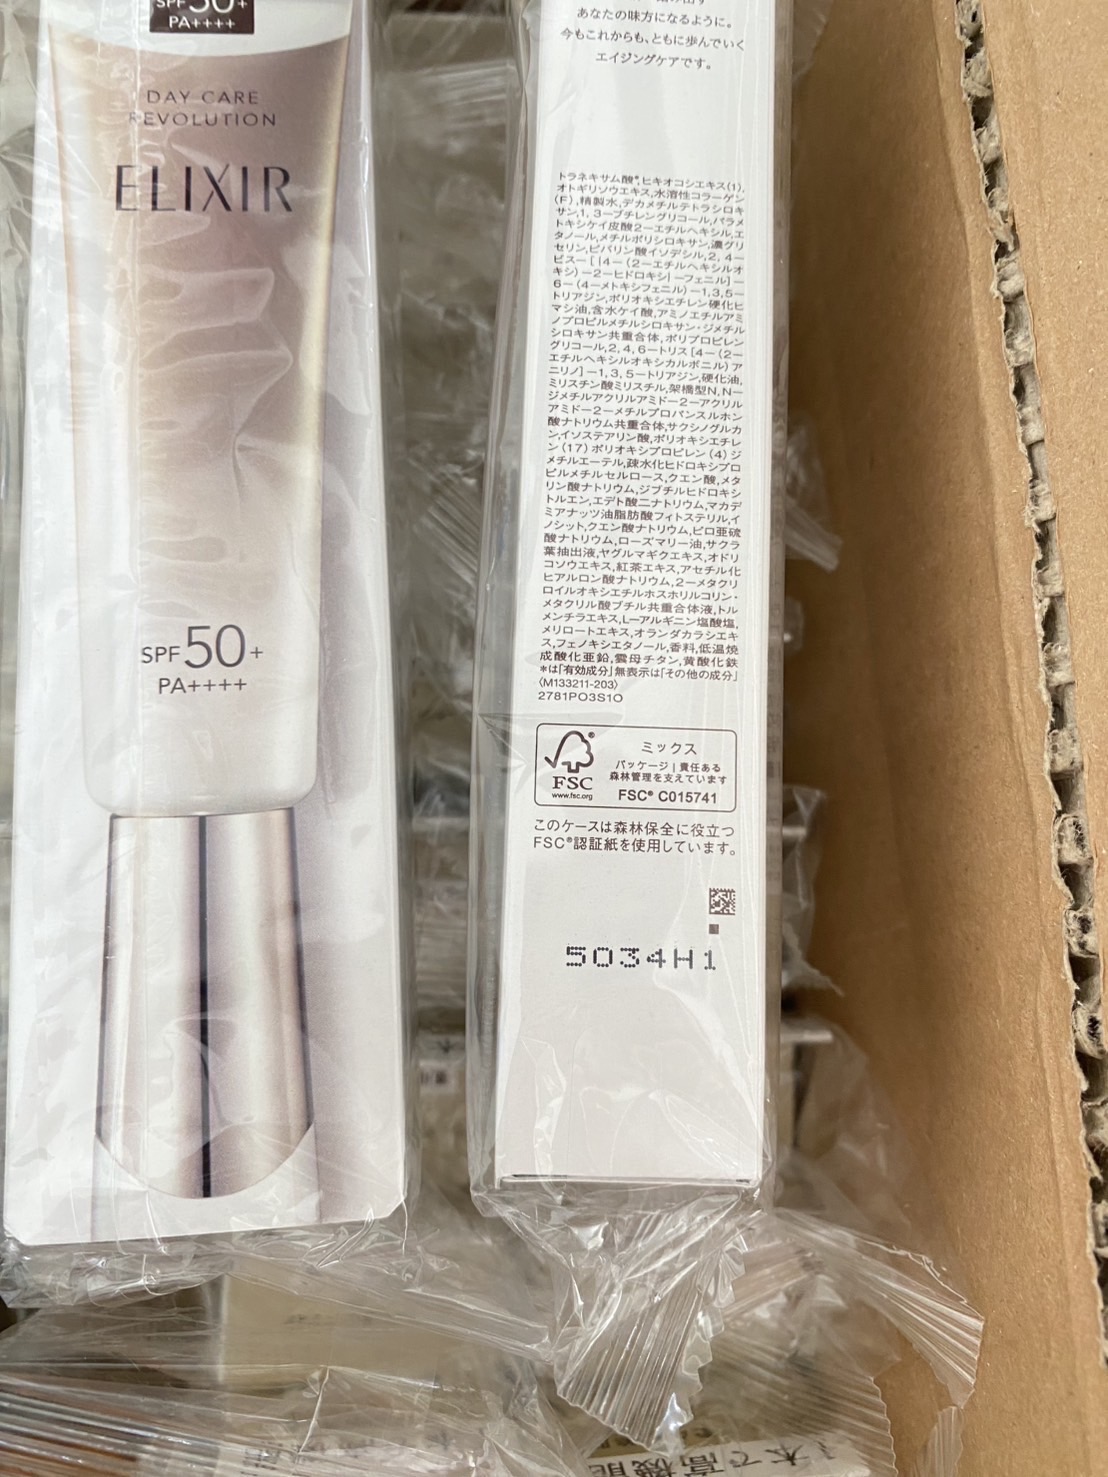 SPF50+
PA++++
DAY CARE
REVOLUTION
ELIXIR
SPF50+
PA++++
あなたの味方になるように。
今もこれからも、ともに歩んでいく
エイジングケアです。
トラネキサム酸*,ヒキオコシエキス(1),
オトギリソウエキス,水溶性コラーゲン
(F),精製水,デカメチルテトラシロキ
サン,1,3-ブチレングリコール,パラメ
トキシケイ皮酸2-エチルヘキシル,エ
タノール,メチルポリシロキサン,濃グリ
セリン,ピバリン酸イソデシル,2,4-
ビス-[{4-(2-エチルヘキシルオ
キシ)-2-ヒドロキシ}-フェニル]-
6-(4-メトキシフェニル)-1,3,5-
トリアジン,ポリオキシエチレン硬化ヒ
マシ油,含水ケイ酸,アミノエチルアミ
ノプロピルメチルシロキサン・ジメチル
シロキサン共重合体,ポリプロピレン
グリコール,2,4,6-トリス[4-(2-
エチルヘキシルオキシカルボニル)ア
ニリノ]-1,3,5-トリアジン,硬化油,
ミリスチン酸ミリスチル,架橋型N,N-
ジメチルアクリルアミド-2-アクリル
アミド-2-メチルプロパンスルホン
酸ナトリウム共重合体,サクシノグルカ
ン,イソステアリン酸,ポリオキシエチレ
ン(17)ポリオキシプロピレン(4)ジ
メチルエーテル,疎水化ヒドロキシプロ
ピルメチルセルロース,クエン酸,メタ
リン酸ナトリウム,ジブチルヒドロキシ
トルエン,エデト酸二ナトリウム,マカデ
ミアナッツ油脂肪酸フィトステリル,イ
ノシット,クエン酸ナトリウム,ピロ亜硫
酸ナトリウム,ローズマリー油,サクラ
葉抽出液,ヤグルマギクエキス,オドリ
コソウエキス,紅茶エキス,アセチル化
ヒアルロン酸ナトリウム,2-メタクリ
ロイルオキシエチルホスホリルコリン・
メタクリル酸ブチル共重合体液,トル
メンチラエキス,L-アルギニン塩酸塩,
メリロートエキス,オランダカラシエキ
ス,フェノキシエタノール,香料,低温焼
成酸化亜鉛,雲母チタン,黄酸化鉄
*は「有効成分」無表示は「その他の成分」
〈M133211-203〉
2781PO3S1O
FSC®
www.fsc.org
ミックス
パッケージ|責任ある
森林管理を支えています
FSC® C015741
このケースは森林保全に役立つ
FSC®認証紙を使用しています。
5034H1
本で高機能